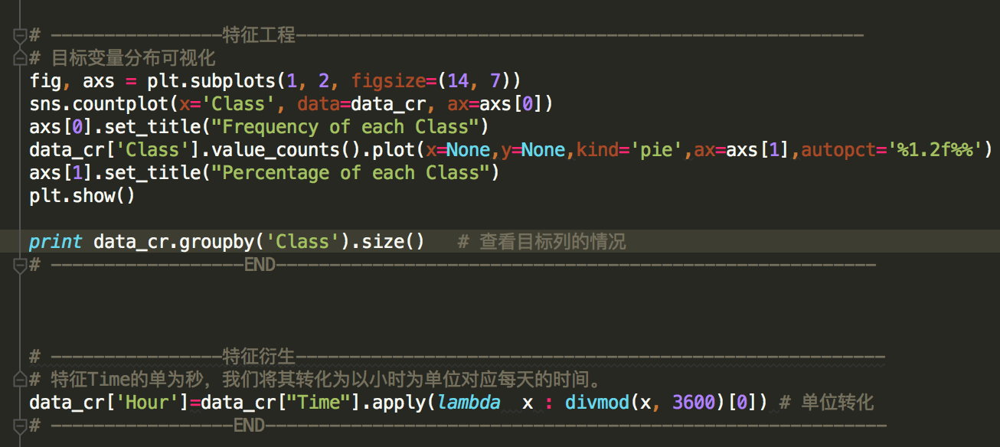 # ————————————————特征工程—————————————————————————————————————————————————————
# 目标变量分布可视化
fig, axs = plt.subplots(1, 2, figsize=(14, 7))
sns.countplot(x='Class', data=data_cr, ax=axs[0])
axs[0].set_title("Frequency of each Class")
data_cr['Class'].value_counts().plot(x=None,y=None,kind='pie',ax=axs[1],autopct='%1.2f%%')
axs[1].set_title("Percentage of each Class")
plt.show()
print data_cr.groupby('Class').size()   # 查看目标列的情况
# ——————————————————END————————————————————————————————————————————————————————
# ————————————————特征衍生———————————————————————————————————————————————————————
# 特征Time的单为秒，我们将其转化为以小时为单位对应每天的时间。
data_cr['Hour']=data_cr["Time"].apply(lambda  x : divmod(x, 3600)[0]) # 单位转化
# —————————————————END——————————————————————————————————————————————————————————